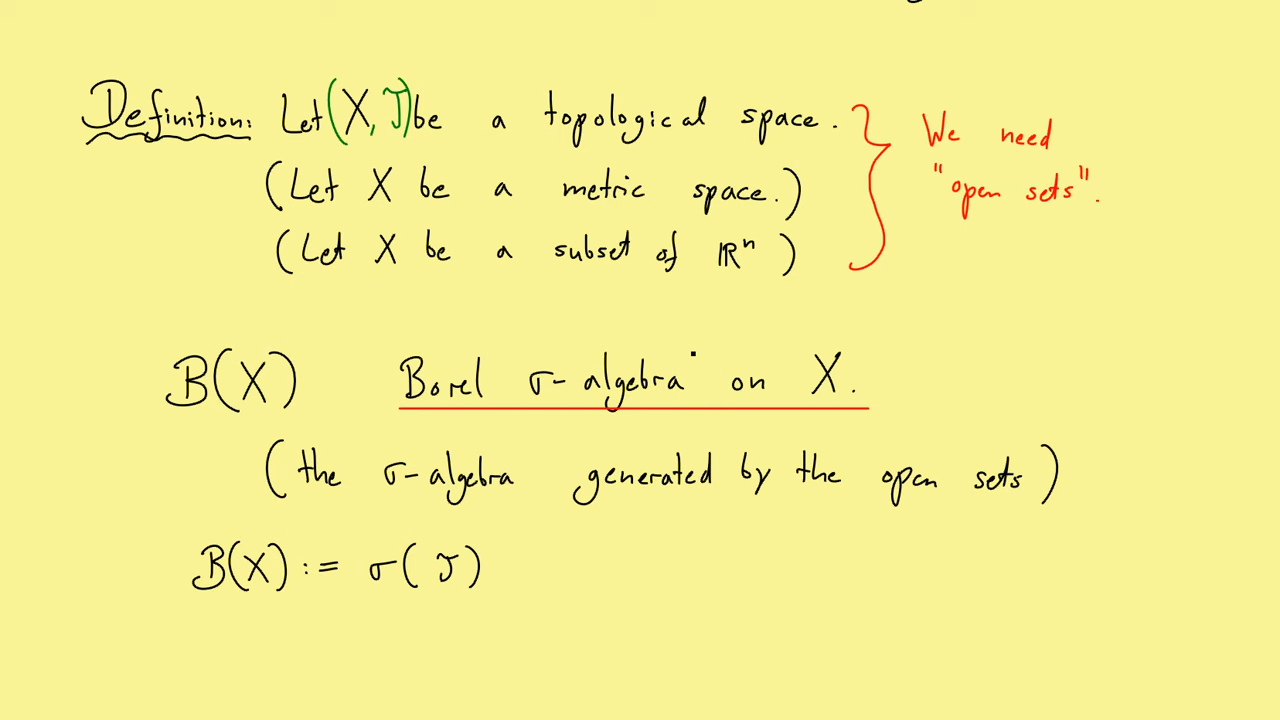 Definition: Let (X, 𝒯) be a topological space. We need
(Let X be a metric space.) "open sets".
(Let X be a subset of ℝⁿ)
B(X) Borel σ-algebra on X.
(the σ-algebra generated by the open sets)
B(X) := σ(𝒯)